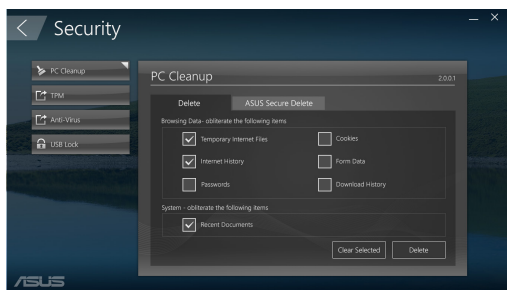 Security
PC Cleanup
TPM
Anti-Virus
USB Lock
PC Cleanup
2.0.0.1
Delete
ASUS Secure Delete
Browsing Data- obliterate the following items
Temporary Internet Files
Cookies
Internet History
Form Data
Passwords
Download History
System - obliterate the following items
Recent Documents
Clear Selected
Delete
ASUS